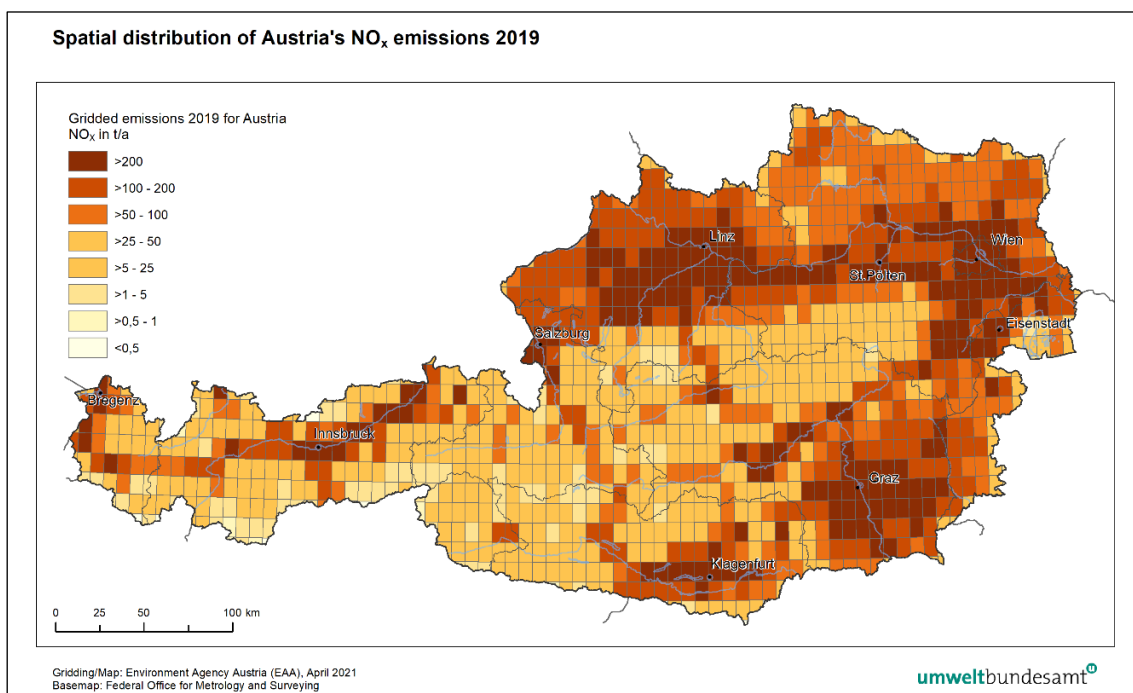 Spatial distribution of Austria's NOx emissions 2019
Gridded emissions 2019 for Austria
NOX in t/a
>200
>100 - 200
>50 - 100
>25 - 50
>5 - 25
>1 - 5
>0,5 - 1
<0,5
Linz
Wien
St.Pölten
Eisenstadt
Salzburg
Bregenz
Innsbruck
Graz
Klagenfurt
0 25 50 100 km
Gridding/Map: Environment Agency Austria (EAA), April 2021
Basemap: Federal Office for Metrology and Surveying
umweltbundesamt u